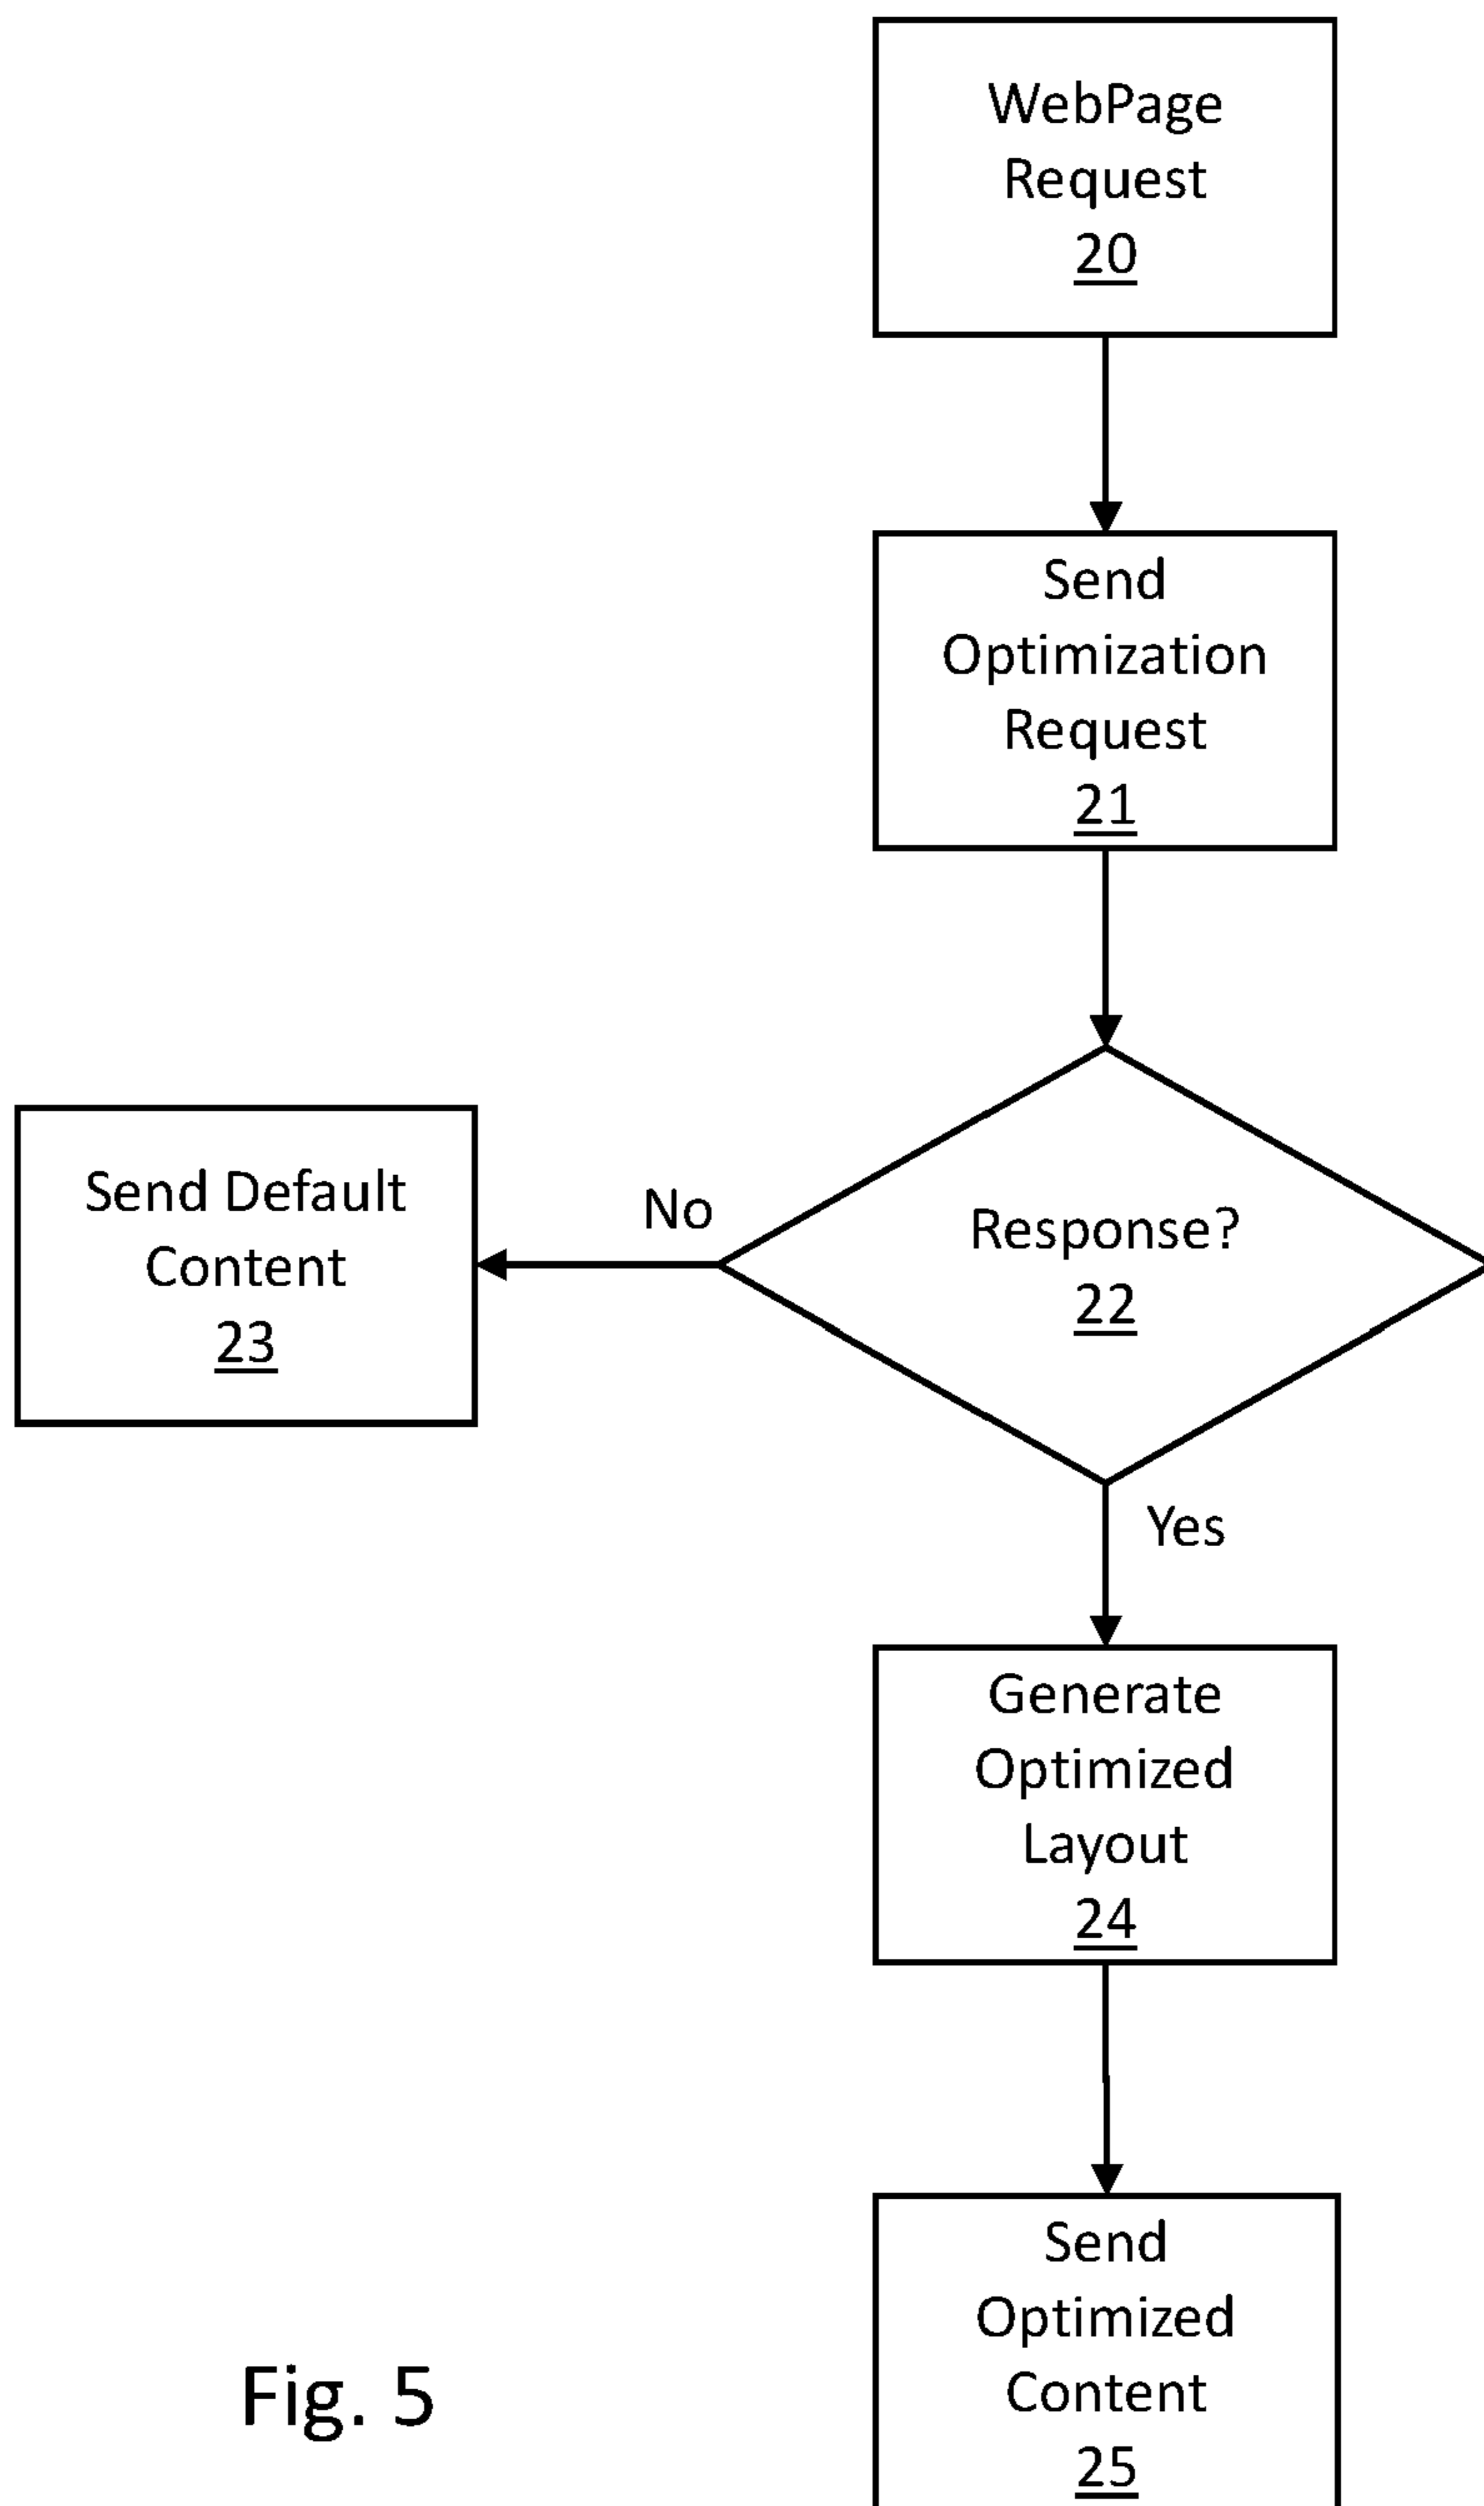 WebPage
Request
20
Send
Optimization
Request
21
Response?
22
No
Send Default
Content
23
Yes
Generate
Optimized
Layout
24
Send
Optimized
Content
25
Fig. 5